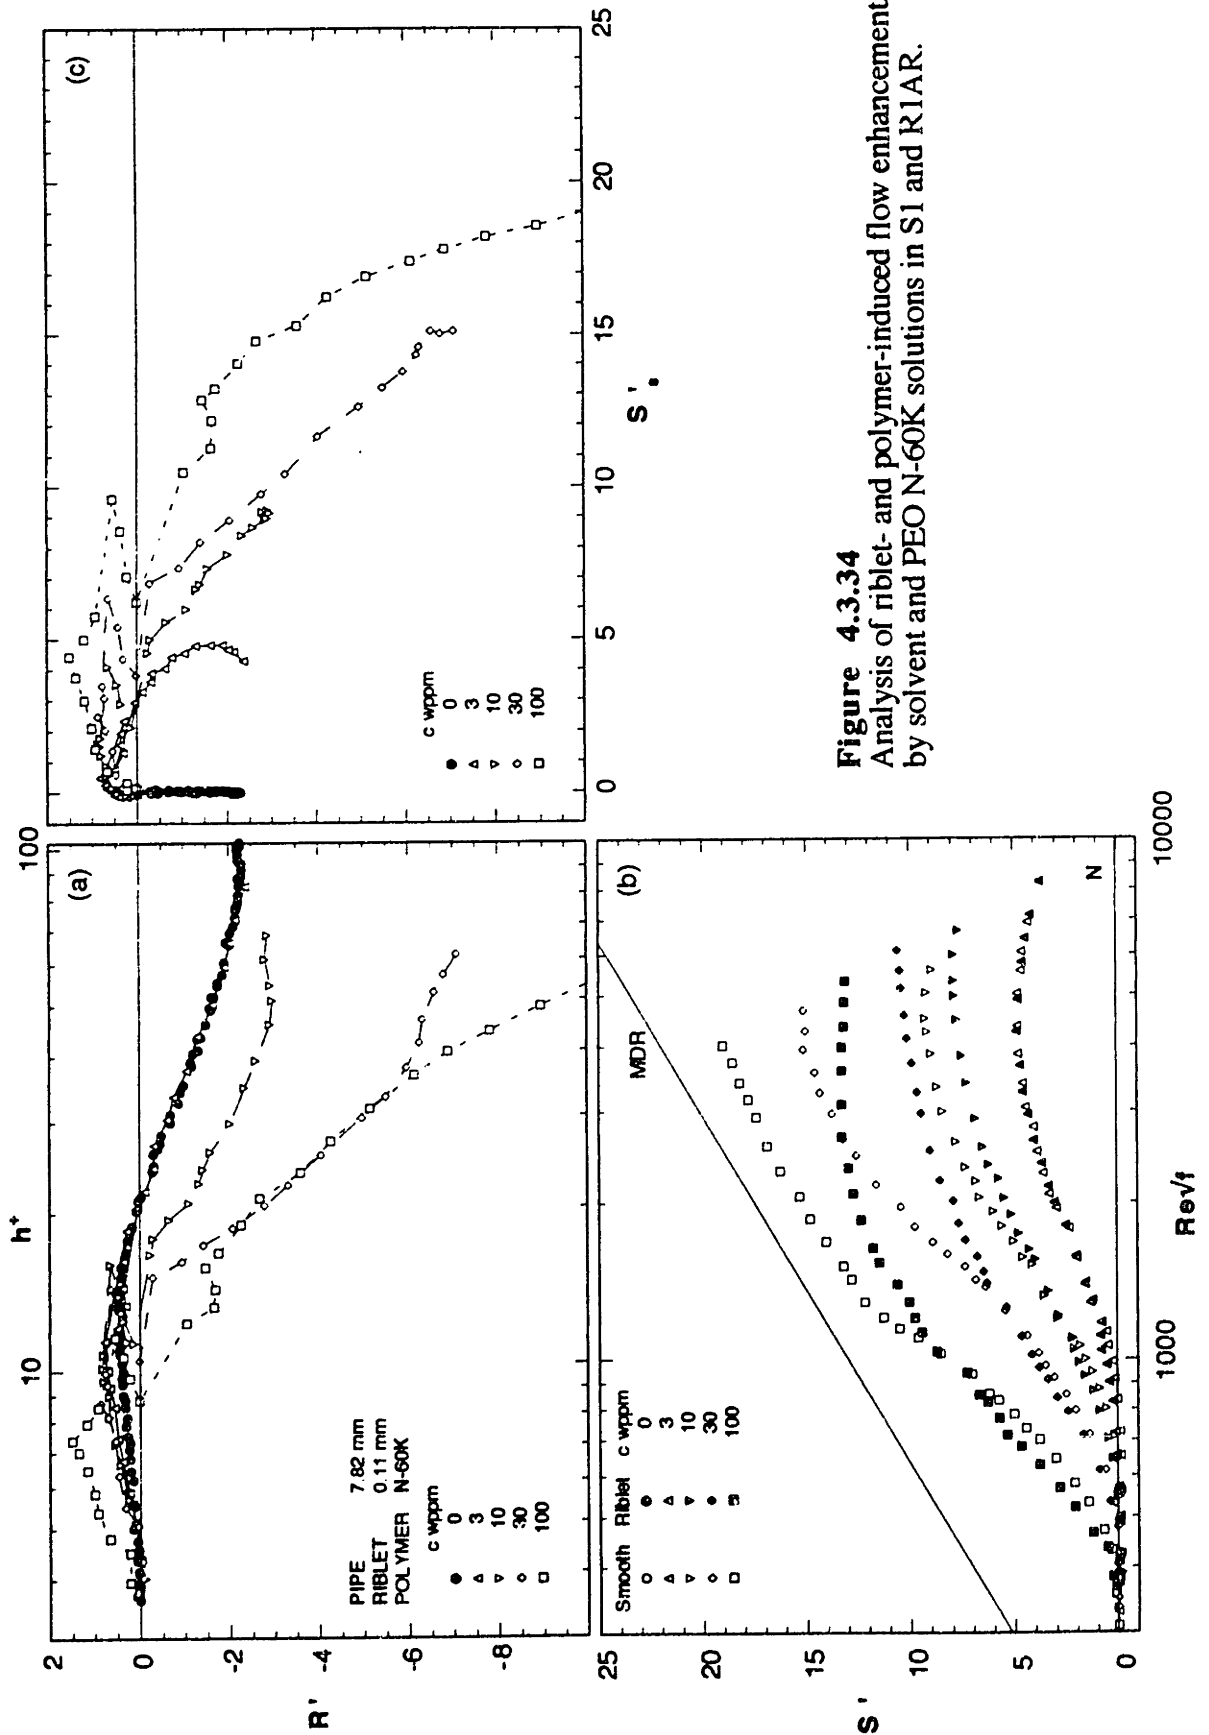 h+
10
100
(a)
2
0
-2
-4
-6
-8
R'
PIPE 7.82 mm
RIBLET 0.11 mm
POLYMER N-60K
c wppm
0
3
10
30
100
(c)
c wppm
0
3
10
30
100
0
5
10
15
20
25
S's
(b)
MDR
N
Smooth Riblet c wppm
0
3
10
30
100
25
20
15
10
5
0
S'
1000
10000
Re√f
Figure 4.3.34
Analysis of riblet- and polymer-induced flow enhancement
by solvent and PEO N-60K solutions in S1 and R1AR.